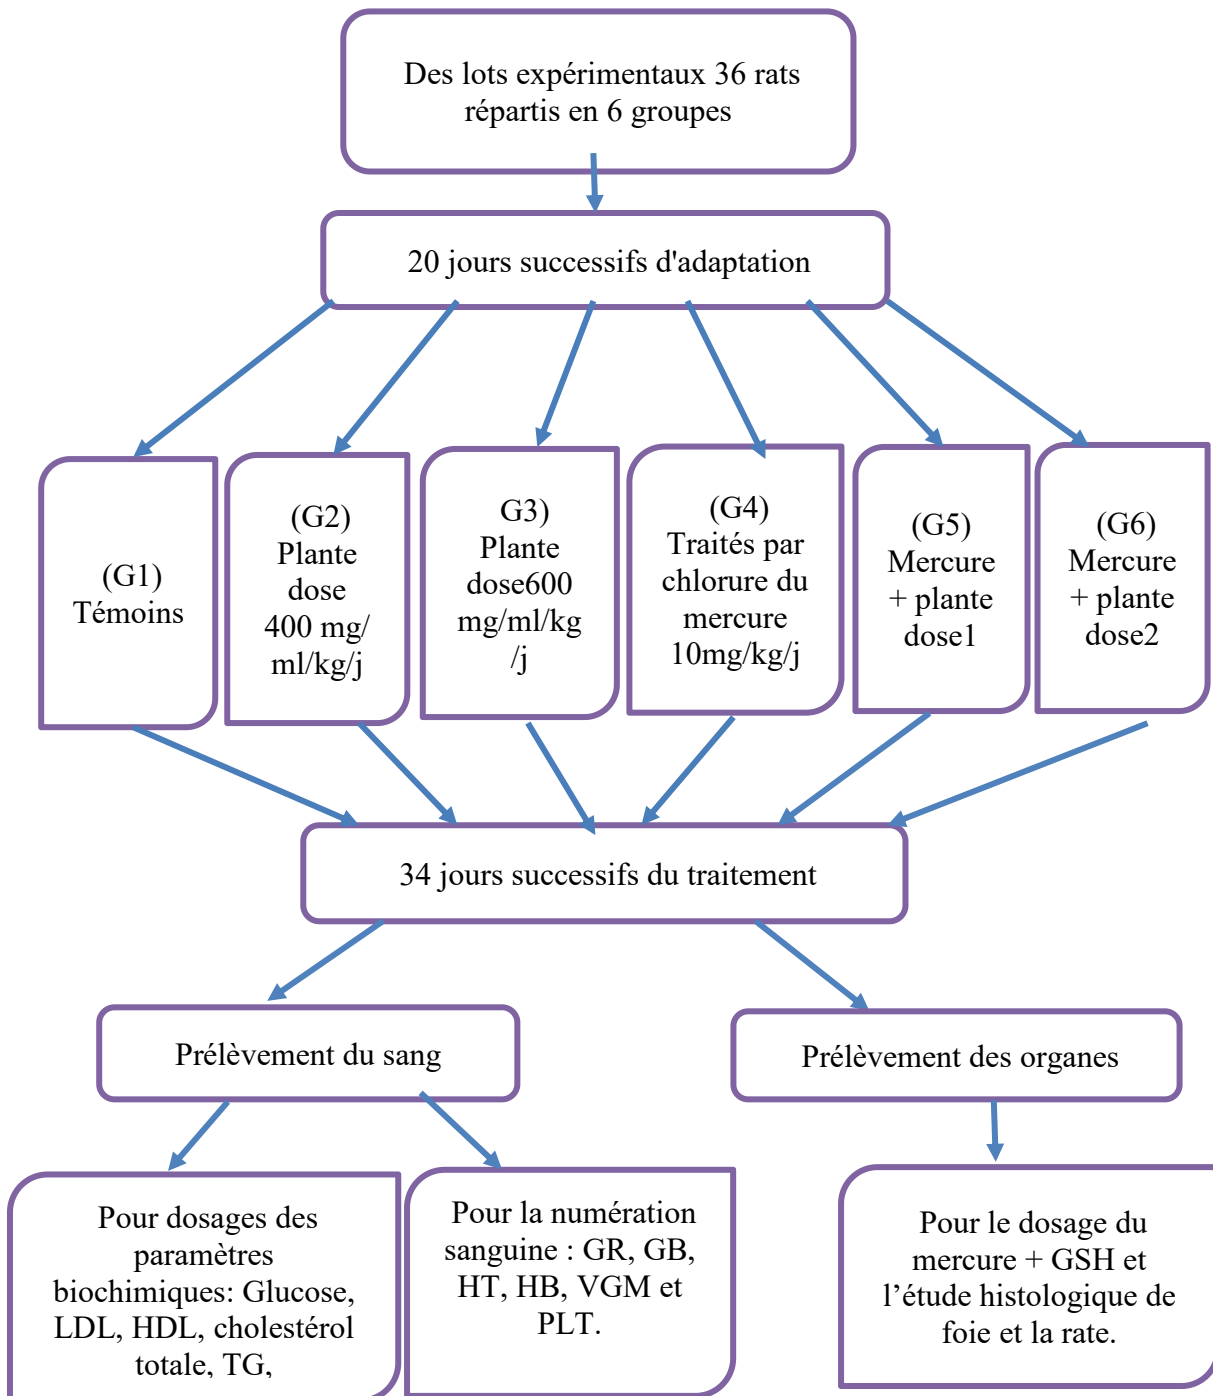 Des lots expérimentaux 36 rats
répartis en 6 groupes
20 jours successifs d'adaptation
(G1)
Témoins
(G2)
Plante
dose
400 mg/
ml/kg/j
G3)
Plante
dose600
mg/ml/kg
/j
(G4)
Traités par
chlorure du
mercure
10mg/kg/j
(G5)
Mercure
+ plante
dose1
(G6)
Mercure
+ plante
dose2
34 jours successifs du traitement
Prélèvement du sang
Prélèvement des organes
Pour dosages des
paramètres
biochimiques: Glucose,
LDL, HDL, cholestérol
totale, TG,
Pour la numération
sanguine : GR, GB,
HT, HB, VGM et
PLT.
Pour le dosage du
mercure + GSH et
l’étude histologique de
foie et la rate.